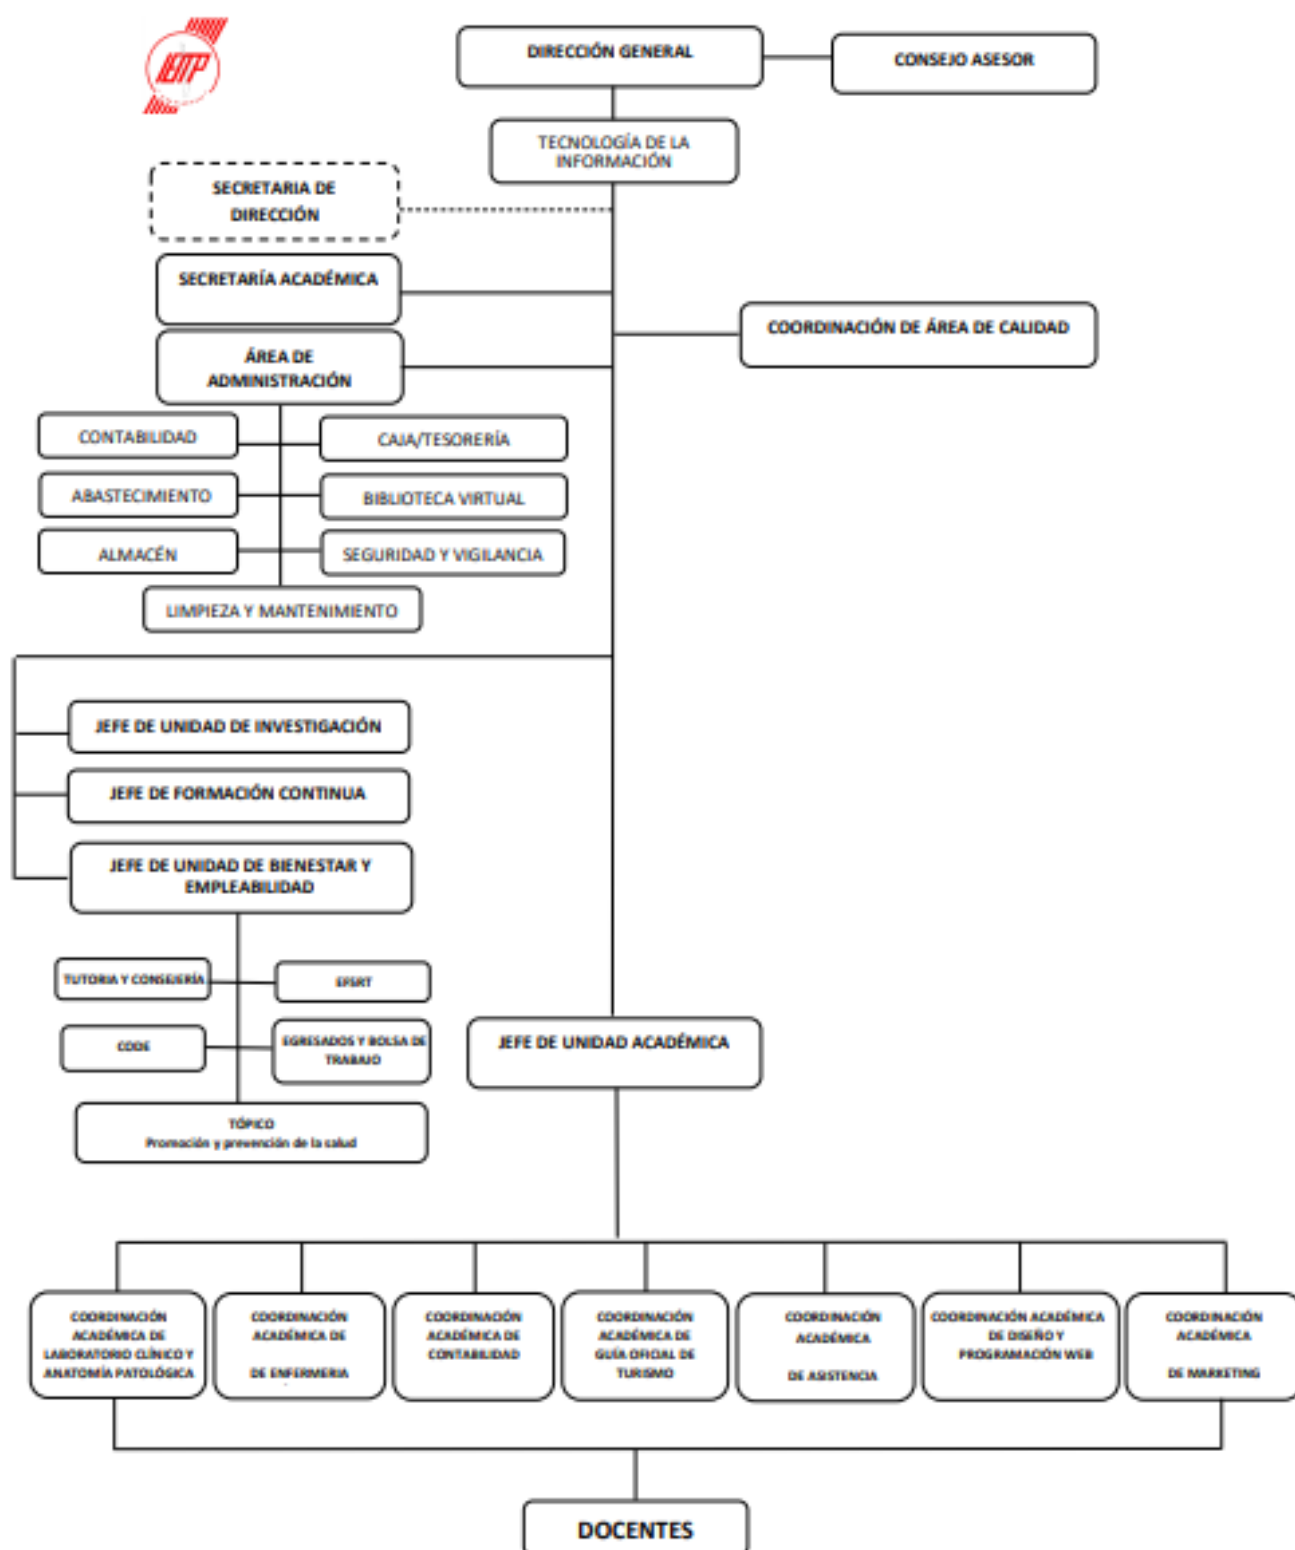 IESTP
DIRECCIÓN GENERAL
CONSEJO ASESOR
TECNOLOGÍA DE LA
INFORMACIÓN
SECRETARIA DE
DIRECCIÓN
SECRETARÍA ACADÉMICA
COORDINACIÓN DE ÁREA DE CALIDAD
ÁREA DE
ADMINISTRACIÓN
CONTABILIDAD
CAJA/TESORERÍA
ABASTECIMIENTO
BIBLIOTECA VIRTUAL
ALMACÉN
SEGURIDAD Y VIGILANCIA
LIMPIEZA Y MANTENIMIENTO
JEFE DE UNIDAD DE INVESTIGACIÓN
JEFE DE FORMACIÓN CONTINUA
JEFE DE UNIDAD DE BIENESTAR Y
EMPLEABILIDAD
TUTORIA Y CONSEJERÍA
EFSRT
CODE
EGRESADOS Y BOLSA DE
TRABAJO
TÓPICO
Promoción y prevención de la salud
JEFE DE UNIDAD ACADÉMICA
COORDINACIÓN
ACADÉMICA DE
LABORATORIO CLÍNICO Y
ANATOMÍA PATOLÓGICA
COORDINACIÓN
ACADÉMICA DE
DE ENFERMERIA
COORDINACIÓN
ACADÉMICA DE
CONTABILIDAD
COORDINACIÓN
ACADÉMICA DE
GUÍA OFICIAL DE
TURISMO
COORDINACIÓN
ACADÉMICA
DE ASISTENCIA
COORDINACIÓN ACADÉMICA
DE DISEÑO Y
PROGRAMACIÓN WEB
COORDINACIÓN
ACADÉMICA
DE MARKETING
DOCENTES